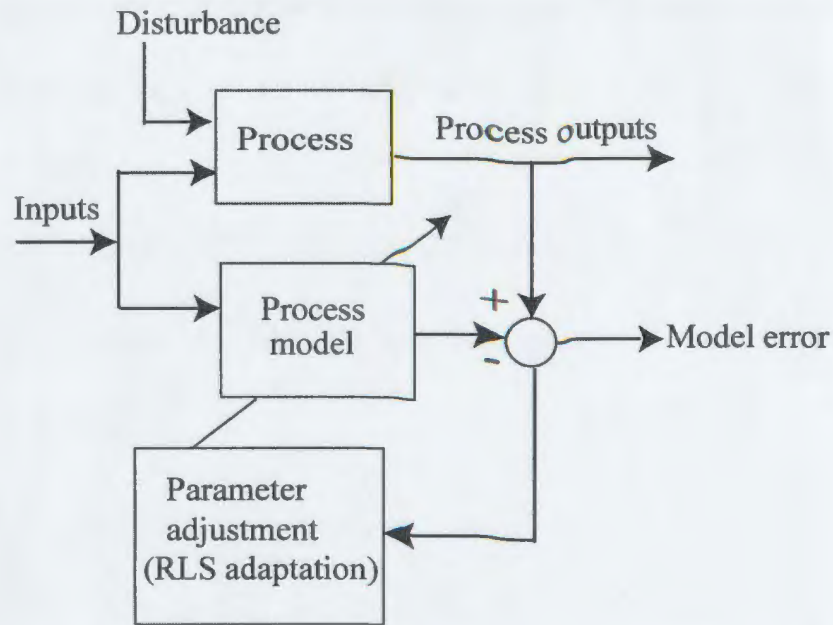 Disturbance
Process
Process outputs
Inputs
Process
model
+
-
Model error
Parameter
adjustment
(RLS adaptation)